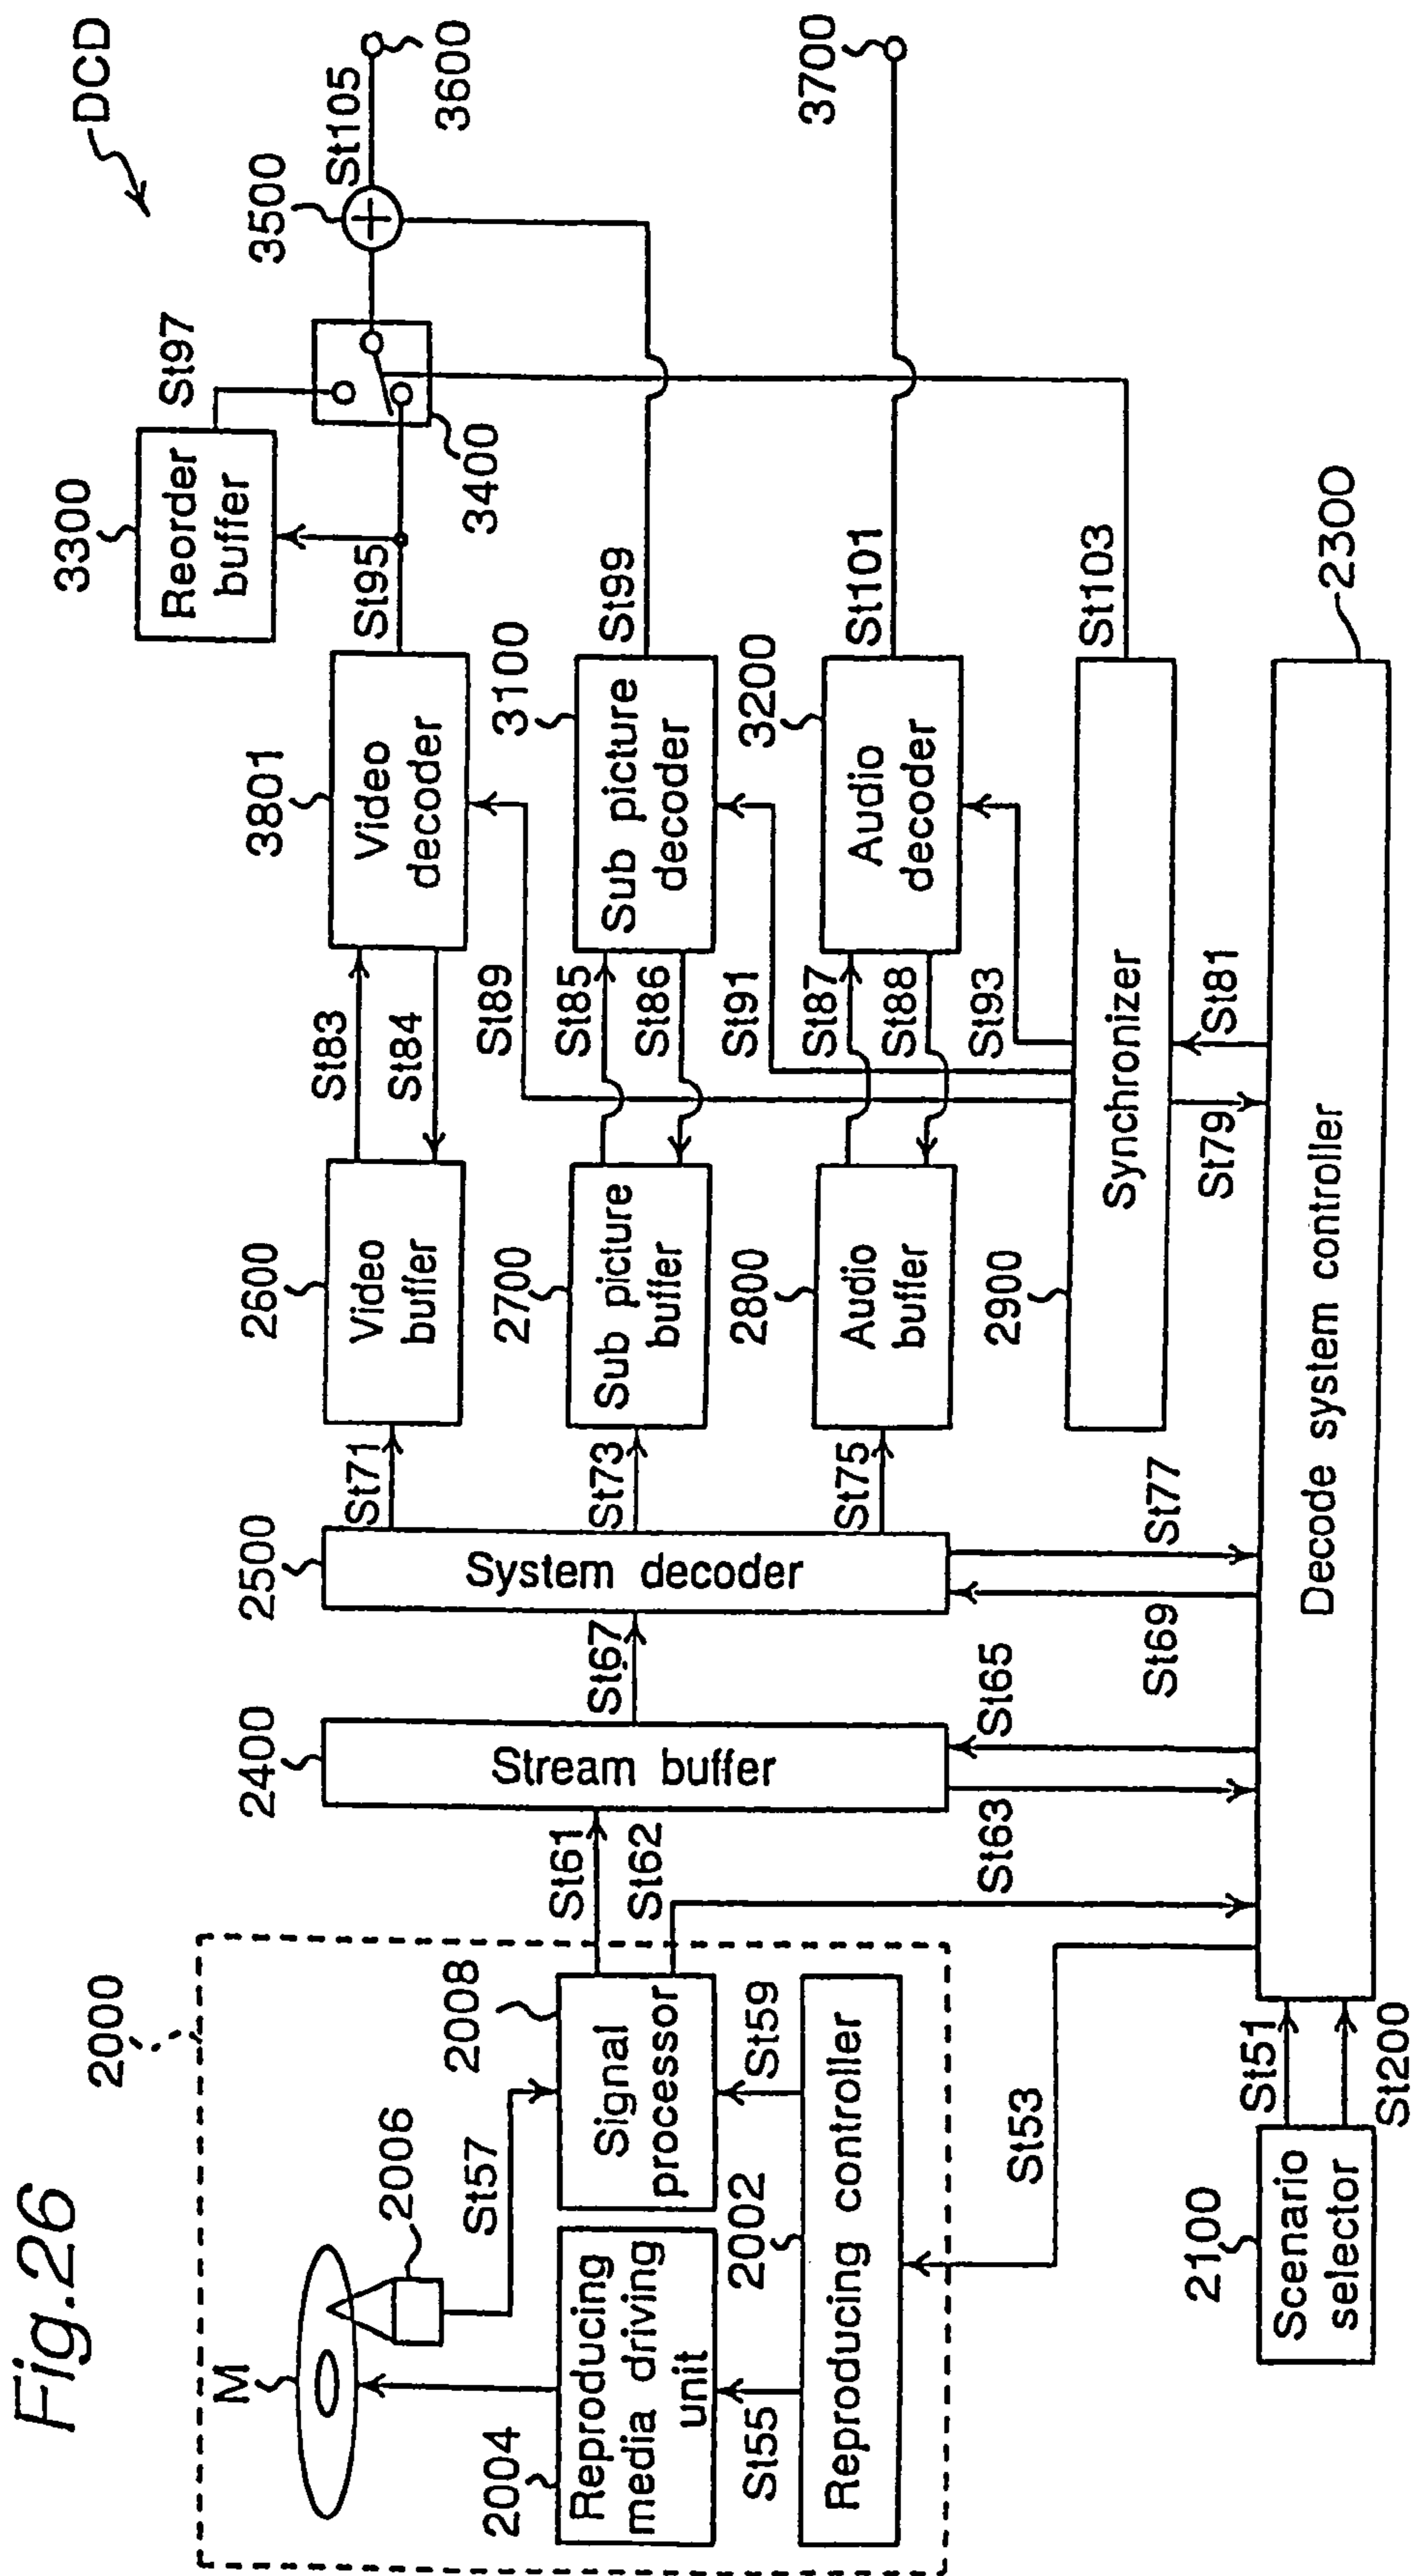 Fig.26
DCD
2000
M
2006
St57
2008
Signal
processor
2004
Reproducing
media driving
unit
St55
2002
St59
Reproducing controller
St53
St61
St62
2400
Stream buffer
St63
St65
St67
2500
System decoder
St69
St77
St71
St73
St75
2600
Video
buffer
2700
Sub picture
buffer
2800
Audio
buffer
2900
Synchronizer
St79
St81
St83
St84
St89
St85
St86
St91
St87
St88
St93
3801
Video
decoder
3100
Sub picture
decoder
3200
Audio
decoder
St95
St99
St101
St103
3300
Reorder
buffer
St97
3400
3500
St105
3600
3700
2100
Scenario
selector
St51
St200
Decode system controller
2300